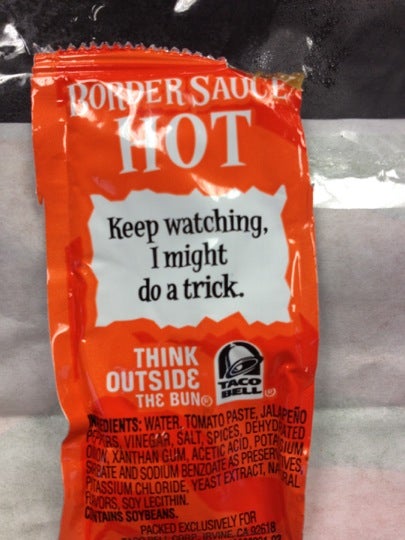 BORDER SAUCE
HOT
Keep watching,
I might
do a trick.
THINK
OUTSIDE
THE BUN®
TACO
BELL®
INGREDIENTS: WATER, TOMATO PASTE, JALAPEÑO
PEPPERS, VINEGAR, SALT, SPICES, DEHYDRATED
ONION, XANTHAN GUM, ACETIC ACID, POTASSIUM
SORBATE AND SODIUM BENZOATE AS PRESERVATIVES,
POTASSIUM CHLORIDE, YEAST EXTRACT, NATURAL
FLAVORS, SOY LECITHIN.
CONTAINS SOYBEANS.
PACKED EXCLUSIVELY FOR
CORP. IRVINE, CA 92618